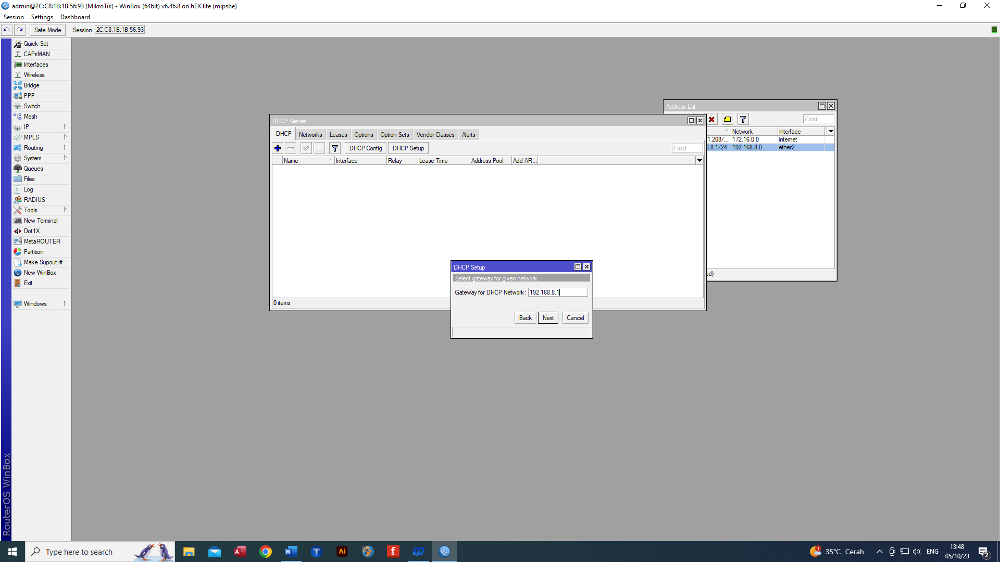 admin@2C:C8:1B:1B:56:93 (MikroTik) - WinBox (64bit) v6.46.8 on hEX lite (mipsbe)
Session Settings Dashboard
Safe Mode Session: 2C:C8:1B:1B:56:93
Quick Set
CAPsMAN
Interfaces
Wireless
Bridge
PPP
Switch
Mesh
IP
MPLS
Routing
System
Queues
Files
Log
RADIUS
Tools
New Terminal
Dot1X
MetaROUTER
Partition
Make Supout.rif
New WinBox
Exit
Windows
RouterOS WinBox
Address List
Find
Network Interface
1.208/... 172.16.0.0 internet
8.1/24 192.168.8.0 ether2
ed)
DHCP Server
DHCP Networks Leases Options Option Sets Vendor Classes Alerts
DHCP Config DHCP Setup Find
Name Interface Relay Lease Time Address Pool Add AR...
0 items
DHCP Setup
Select gateway for given network
Gateway for DHCP Network: 192.168.8.1
Back Next Cancel
Type here to search
1 35°C Cerah ENG
13:48
05/10/23
2